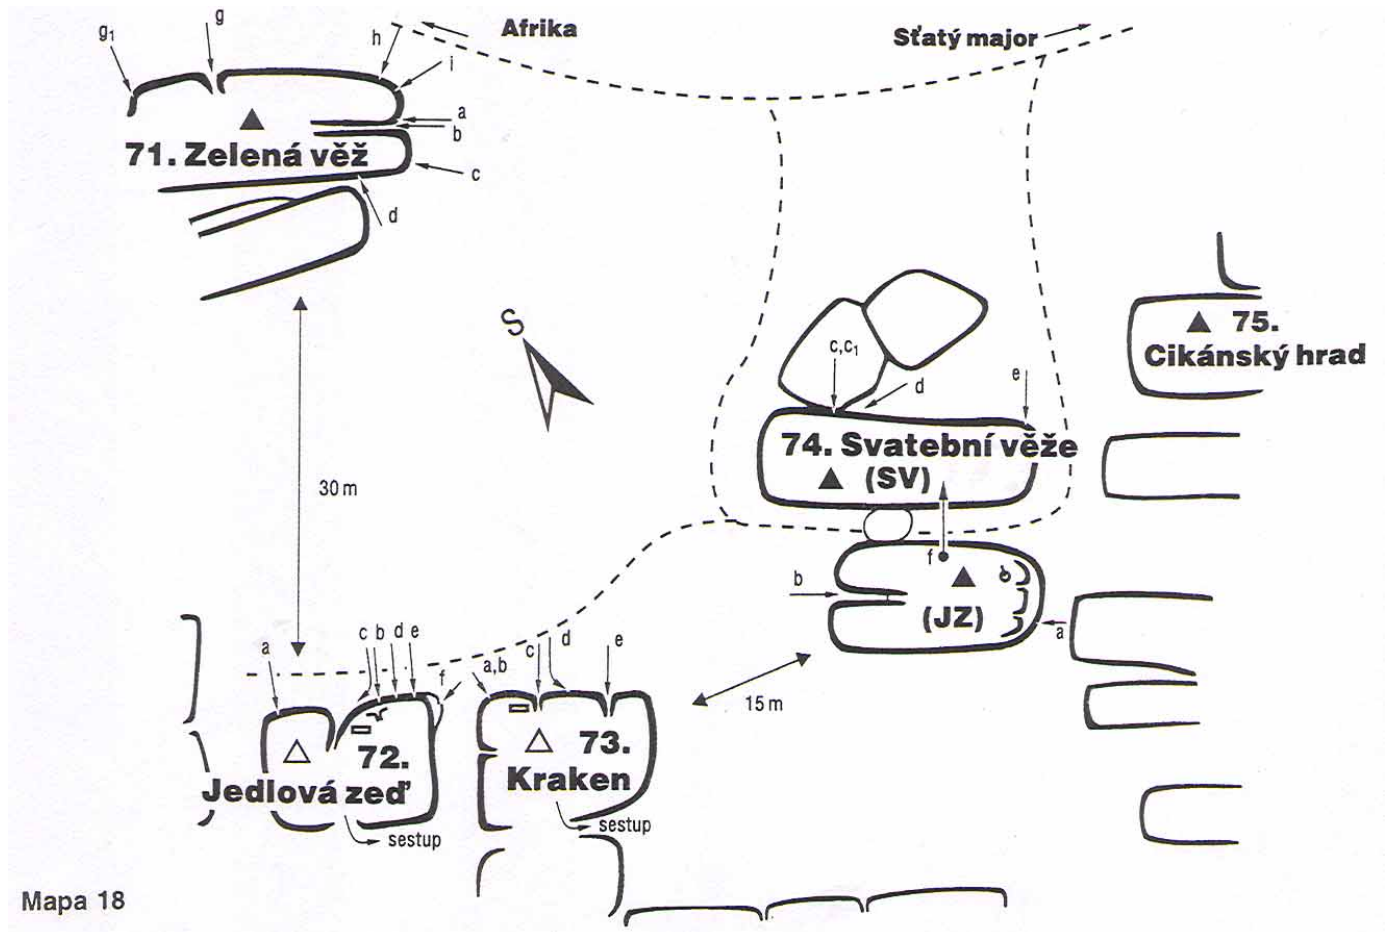 g
g₁
h
Afrika
Sťatý major
i
a
b
71. Zelená věž
c
d
S
c,c₁
d
e
75.
Cikánský hrad
74. Svatební věže
(SV)
30 m
f
b
(JZ)
a
a
c b d e
f
a,b
c
d
e
15 m
72.
Jedlová zeď
73.
Kraken
sestup
sestup
Mapa 18